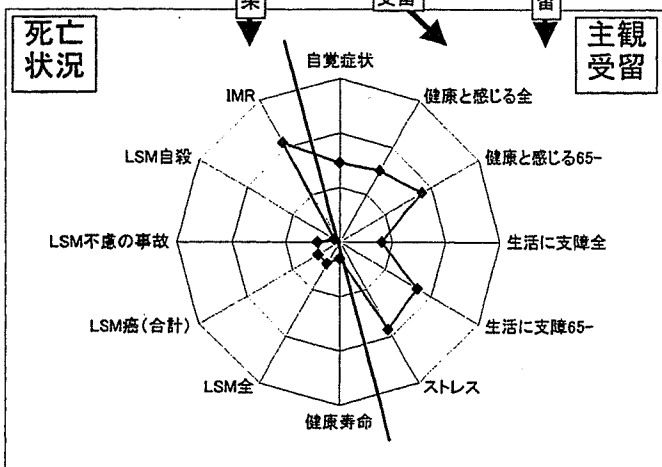 受留
留
死亡
状況
主観
受留
自覚症状
IMR
健康と感じる全
LSM自殺
健康と感じる65-
LSM不慮の事故
生活に支障全
LSM癌(合計)
生活に支障65-
LSM全
ストレス
健康寿命